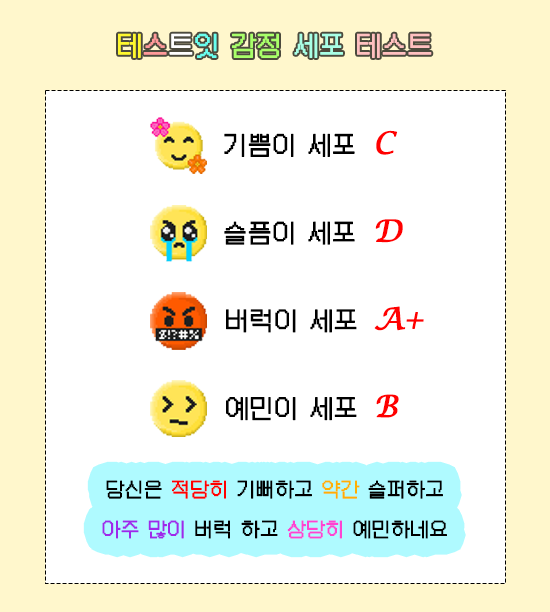 테스트잇 감정 세포 테스트
기쁨이 세포 C
슬픔이 세포 D
$!?#%
버럭이 세포 A+
예민이 세포 B
당신은 적당히 기뻐하고 약간 슬퍼하고
아주 많이 버럭 하고 상당히 예민하네요